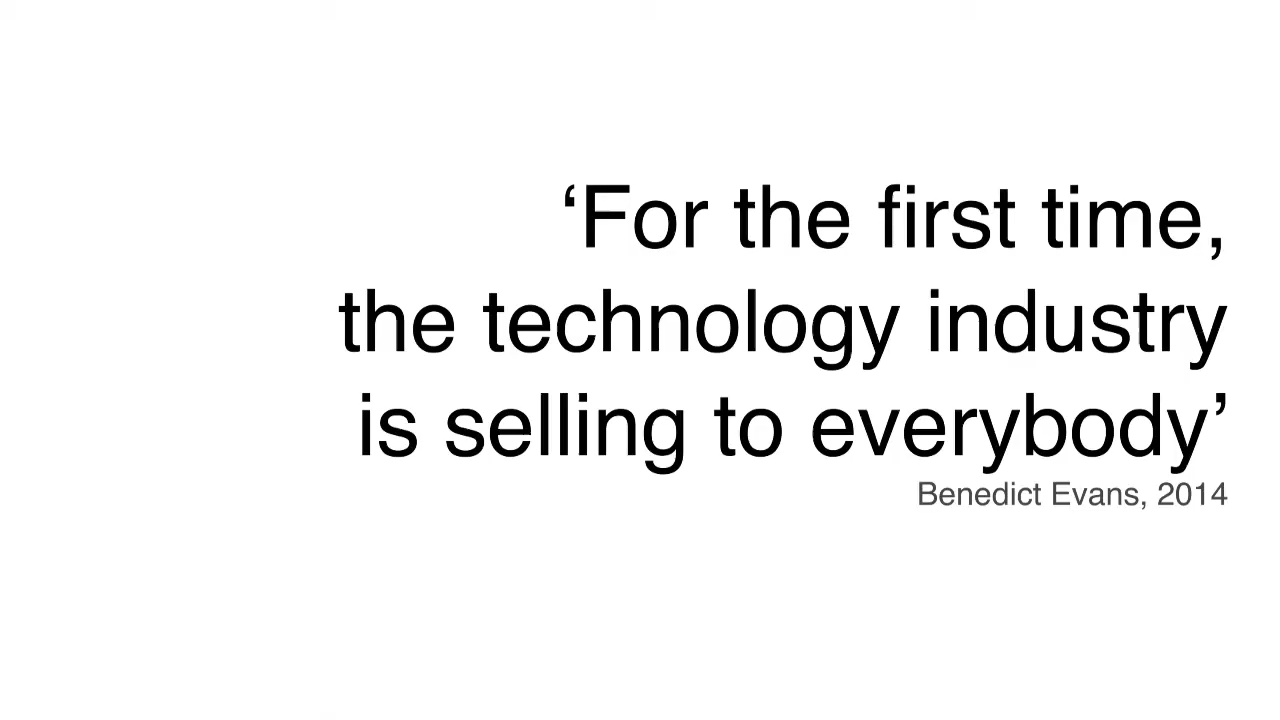 ‘For the first time,
the technology industry
is selling to everybody’
Benedict Evans, 2014